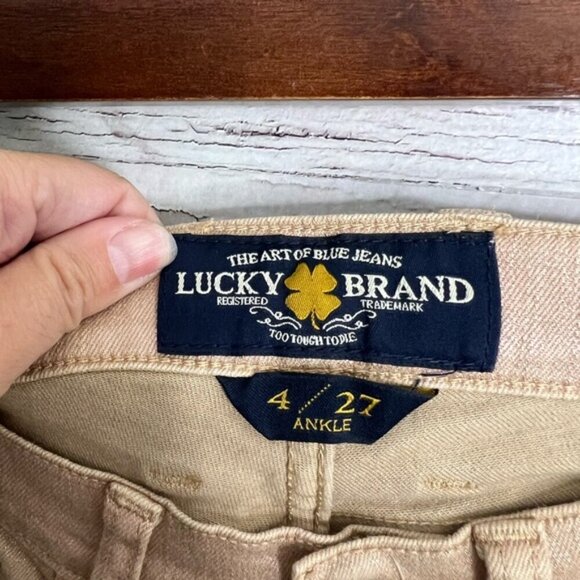 THE ART OF BLUE JEANS
LUCKY BRAND
REGISTERED TRADEMARK
TOO TOUGH TO DIE
4 / 27
ANKLE